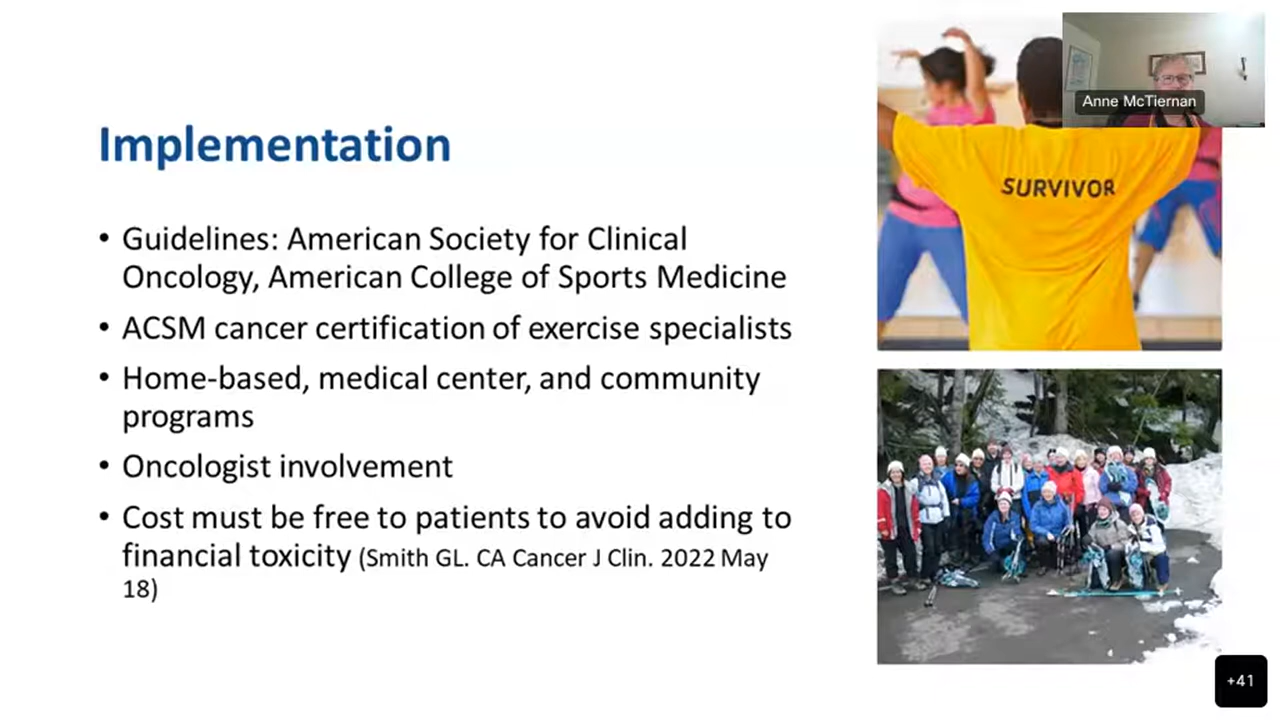 Implementation
• Guidelines: American Society for Clinical
Oncology, American College of Sports Medicine
• ACSM cancer certification of exercise specialists
• Home-based, medical center, and community
programs
• Oncologist involvement
• Cost must be free to patients to avoid adding to
financial toxicity (Smith GL. CA Cancer J Clin. 2022 May
18)
Anne McTiernan
SURVIVOR
+41